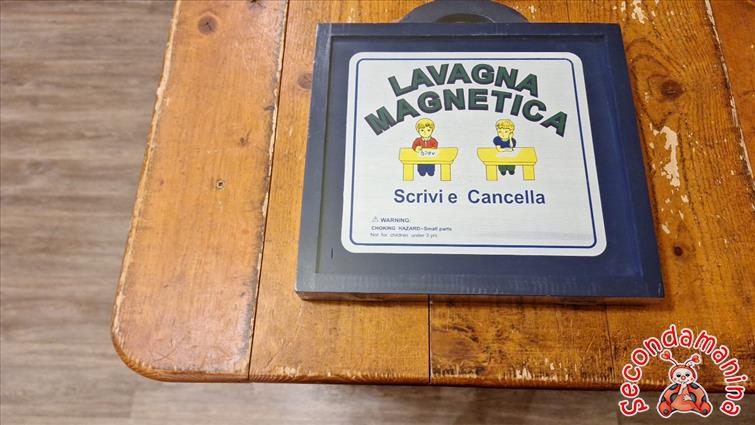 LAVAGNA
MAGNETICA
Scrivi e Cancella
⚠ WARNING:
CHOKING HAZARD–Small parts
Not for children under 3 yrs
secondamanina